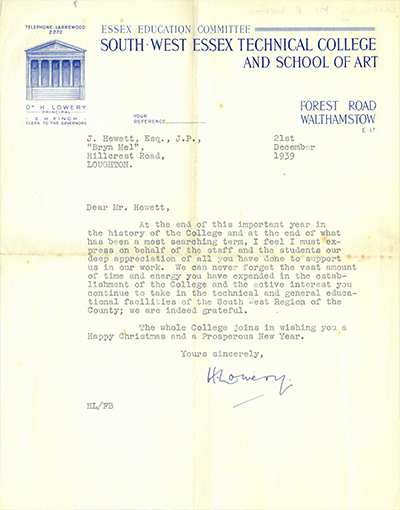 TELEPHONE: LARKSWOOD
2272
ESSEX EDUCATION COMMITTEE
SOUTH-WEST ESSEX TECHNICAL COLLEGE
AND SCHOOL OF ART
DR H. LOWERY
PRINCIPAL
E. H. FINCH
CLERK TO THE GOVERNORS
FOREST ROAD
WALTHAMSTOW
E·17
YOUR
REFERENCE
J. Hewett, Esq., J.P.,
"Bryn Mel",
Hillcrest Road,
LOUGHTON.
21st
December
1939
Dear Mr. Hewett,
At the end of this important year in
the history of the College and at the end of what
has been a most searching term, I feel I must ex-
press on behalf of the staff and the students our
deep appreciation of all you have done to support
us in our work. We can never forget the vast amount
of time and energy you have expended in the estab-
lishment of the College and the active interest you
continue to take in the technical and general educa-
tional facilities of the South West Region of the
County; we are indeed grateful.
The whole College joins in wishing you a
Happy Christmas and a Prosperous New Year.
Yours sincerely,
H. Lowery.
HL/FB